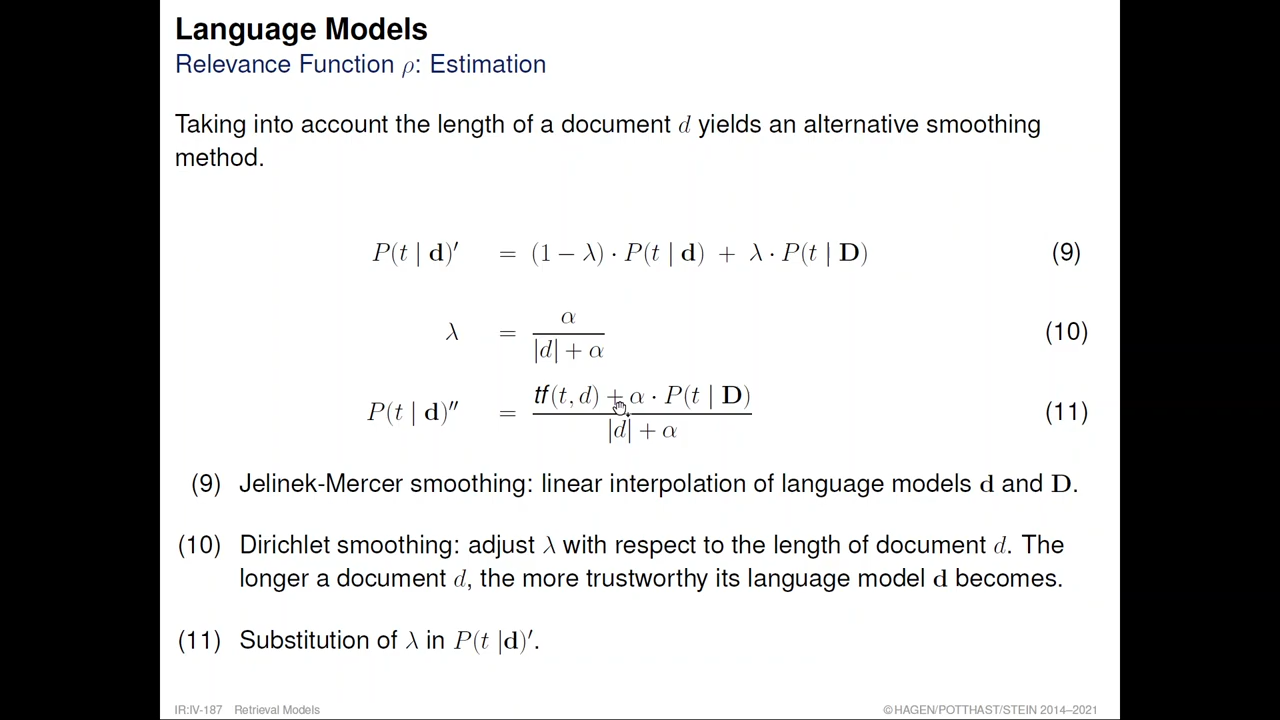 Language Models
Relevance Function ρ: Estimation
Taking into account the length of a document d yields an alternative smoothing
method.
P(t | d)′ = (1 − λ) · P(t | d) + λ · P(t | D) (9)
λ = α / (|d| + α) (10)
P(t | d)″ = (tf(t, d) + α · P(t | D)) / (|d| + α) (11)
(9) Jelinek-Mercer smoothing: linear interpolation of language models d and D.
(10) Dirichlet smoothing: adjust λ with respect to the length of document d. The
longer a document d, the more trustworthy its language model d becomes.
(11) Substitution of λ in P(t |d)′.
IR:IV-187 Retrieval Models ©HAGEN/POTTHAST/STEIN 2014–2021